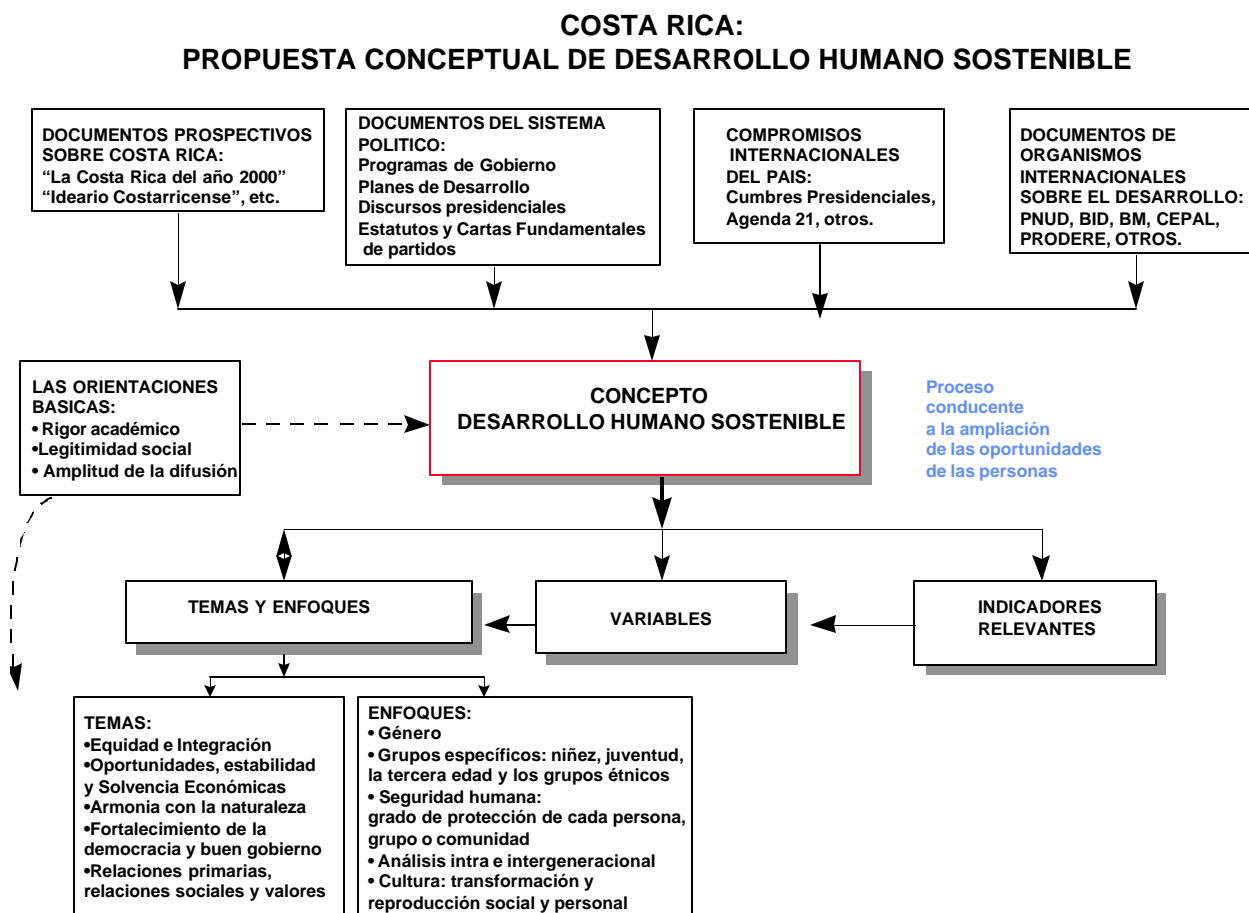 COSTA RICA:
PROPUESTA CONCEPTUAL DE DESARROLLO HUMANO SOSTENIBLE
DOCUMENTOS PROSPECTIVOS
SOBRE COSTA RICA:
“La Costa Rica del año 2000”
“Ideario Costarricense”, etc.
DOCUMENTOS DEL SISTEMA
POLITICO:
Programas de Gobierno
Planes de Desarrollo
Discursos presidenciales
Estatutos y Cartas Fundamentales
de partidos
COMPROMISOS
INTERNACIONALES
DEL PAIS:
Cumbres Presidenciales,
Agenda 21, otros.
DOCUMENTOS DE
ORGANISMOS
INTERNACIONALES
SOBRE EL DESARROLLO:
PNUD, BID, BM, CEPAL,
PRODERE, OTROS.
LAS ORIENTACIONES
BASICAS:
• Rigor académico
•Legitimidad social
• Amplitud de la difusión
CONCEPTO
DESARROLLO HUMANO SOSTENIBLE
Proceso
conducente
a la ampliación
de las oportunidades
de las personas
TEMAS Y ENFOQUES
VARIABLES
INDICADORES
RELEVANTES
TEMAS:
•Equidad e Integración
•Oportunidades, estabilidad
y Solvencia Económicas
•Armonia con la naturaleza
•Fortalecimiento de la
democracia y buen gobierno
•Relaciones primarias,
relaciones sociales y valores
ENFOQUES:
• Género
• Grupos específicos: niñez, juventud,
la tercera edad y los grupos étnicos
• Seguridad humana:
grado de protección de cada persona,
grupo o comunidad
• Análisis intra e intergeneracional
• Cultura: transformación y
reproducción social y personal